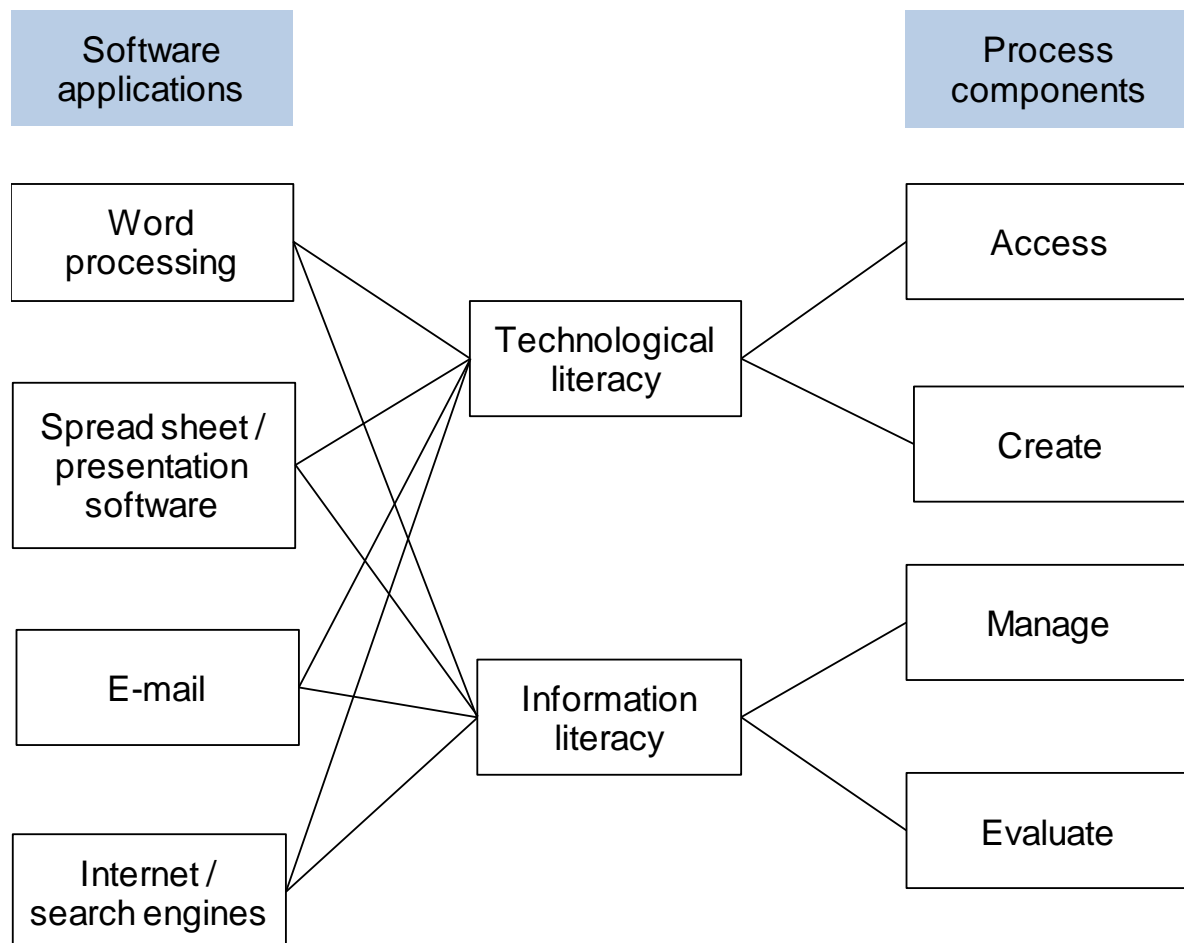 Software
applications
Process
components
Word
processing
Access
Technological
literacy
Spread sheet /
presentation
software
Create
E-mail
Information
literacy
Manage
Internet /
search engines
Evaluate